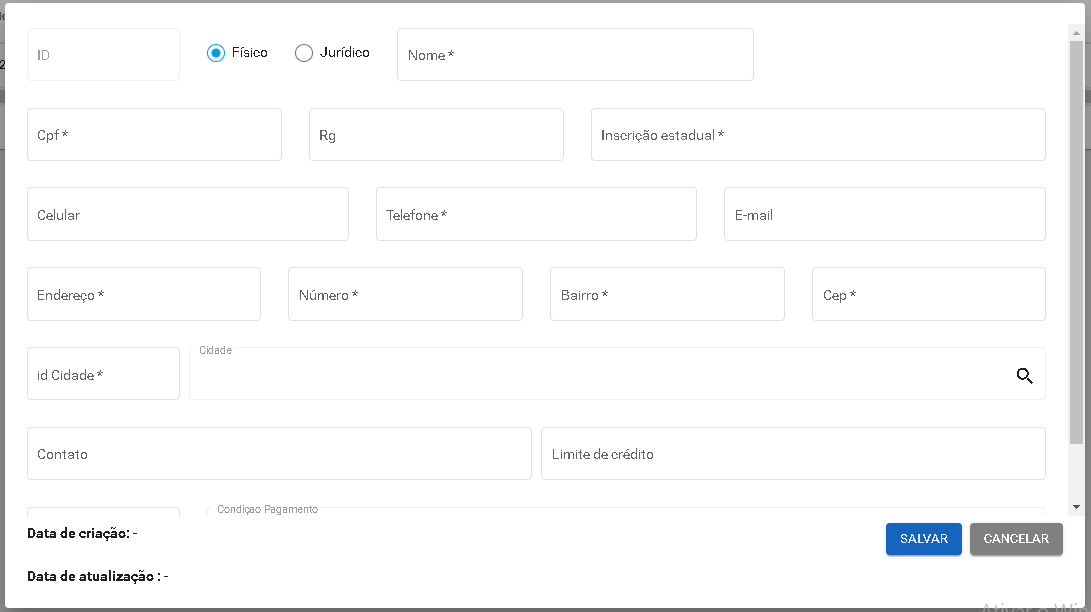 ID
Físico
Jurídico
Nome *
Cpf *
Rg
Inscrição estadual *
Celular
Telefone *
E-mail
Endereço *
Número *
Bairro *
Cep *
id Cidade *
Cidade
Contato
Limite de crédito
Condiçao Pagamento
Data de criação: -
SALVAR
CANCELAR
Data de atualização : -